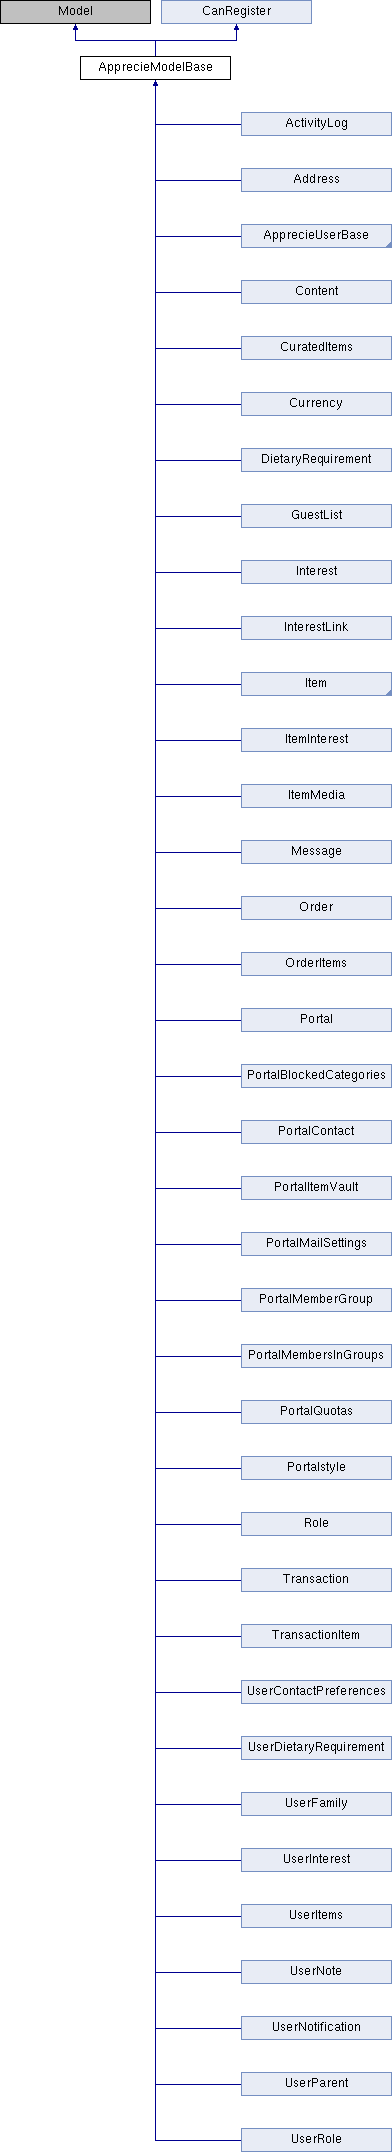 Model
CanRegister
ApprecieModelBase
ActivityLog
Address
ApprecieUserBase
Content
CuratedItems
Currency
DietaryRequirement
GuestList
Interest
InterestLink
Item
ItemInterest
ItemMedia
Message
Order
OrderItems
Portal
PortalBlockedCategories
PortalContact
PortalItemVault
PortalMailSettings
PortalMemberGroup
PortalMembersInGroups
PortalQuotas
Portalstyle
Role
Transaction
TransactionItem
UserContactPreferences
UserDietaryRequirement
UserFamily
UserInterest
UserItems
UserNote
UserNotification
UserParent
UserRole